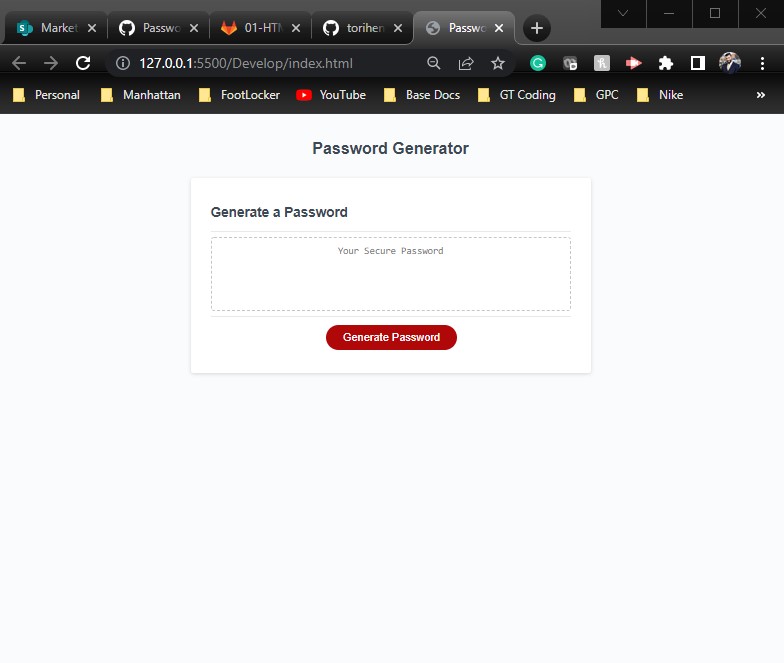 Market
Passwo
01-HTM
torihen
Passwo
127.0.0.1:5500/Develop/index.html
Personal
Manhattan
FootLocker
YouTube
Base Docs
GT Coding
GPC
Nike
Password Generator
Generate a Password
Your Secure Password
Generate Password